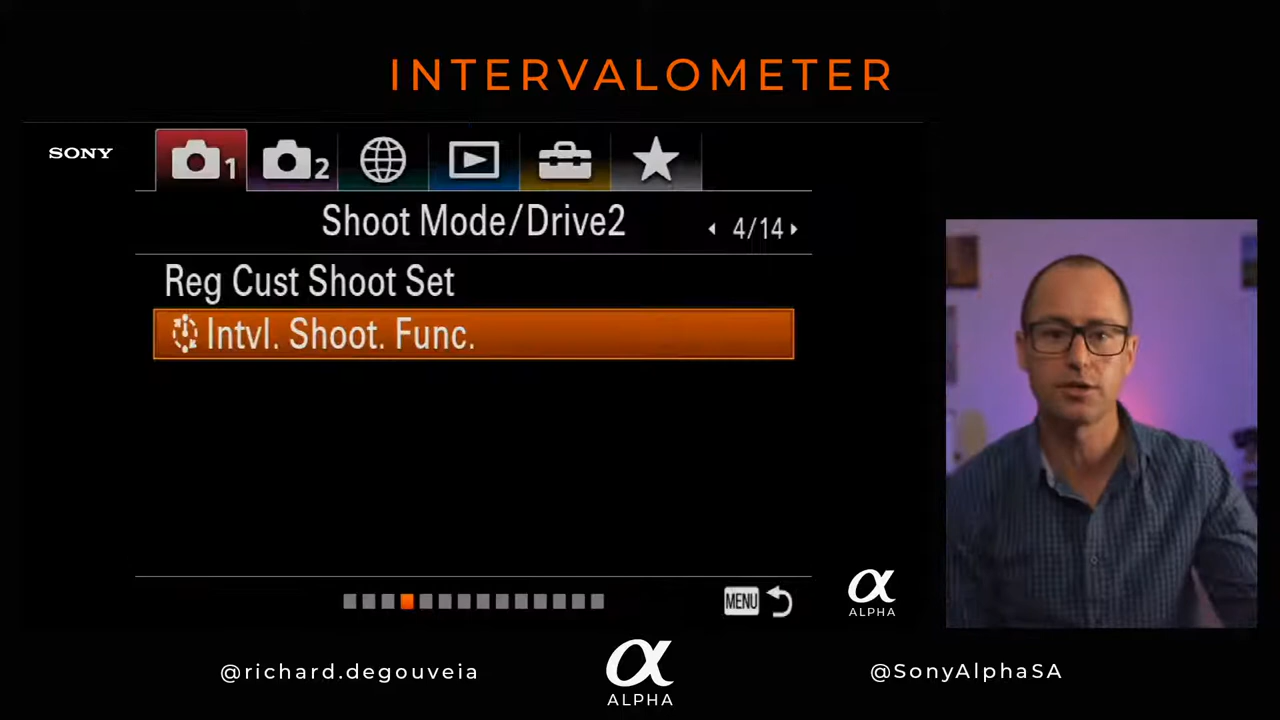 INTERVALOMETER
SONY
1
2
Shoot Mode/Drive2
4/14
Reg Cust Shoot Set
Intvl. Shoot. Func.
MENU
α
ALPHA
@richard.degouveia
α
ALPHA
@SonyAlphaSA